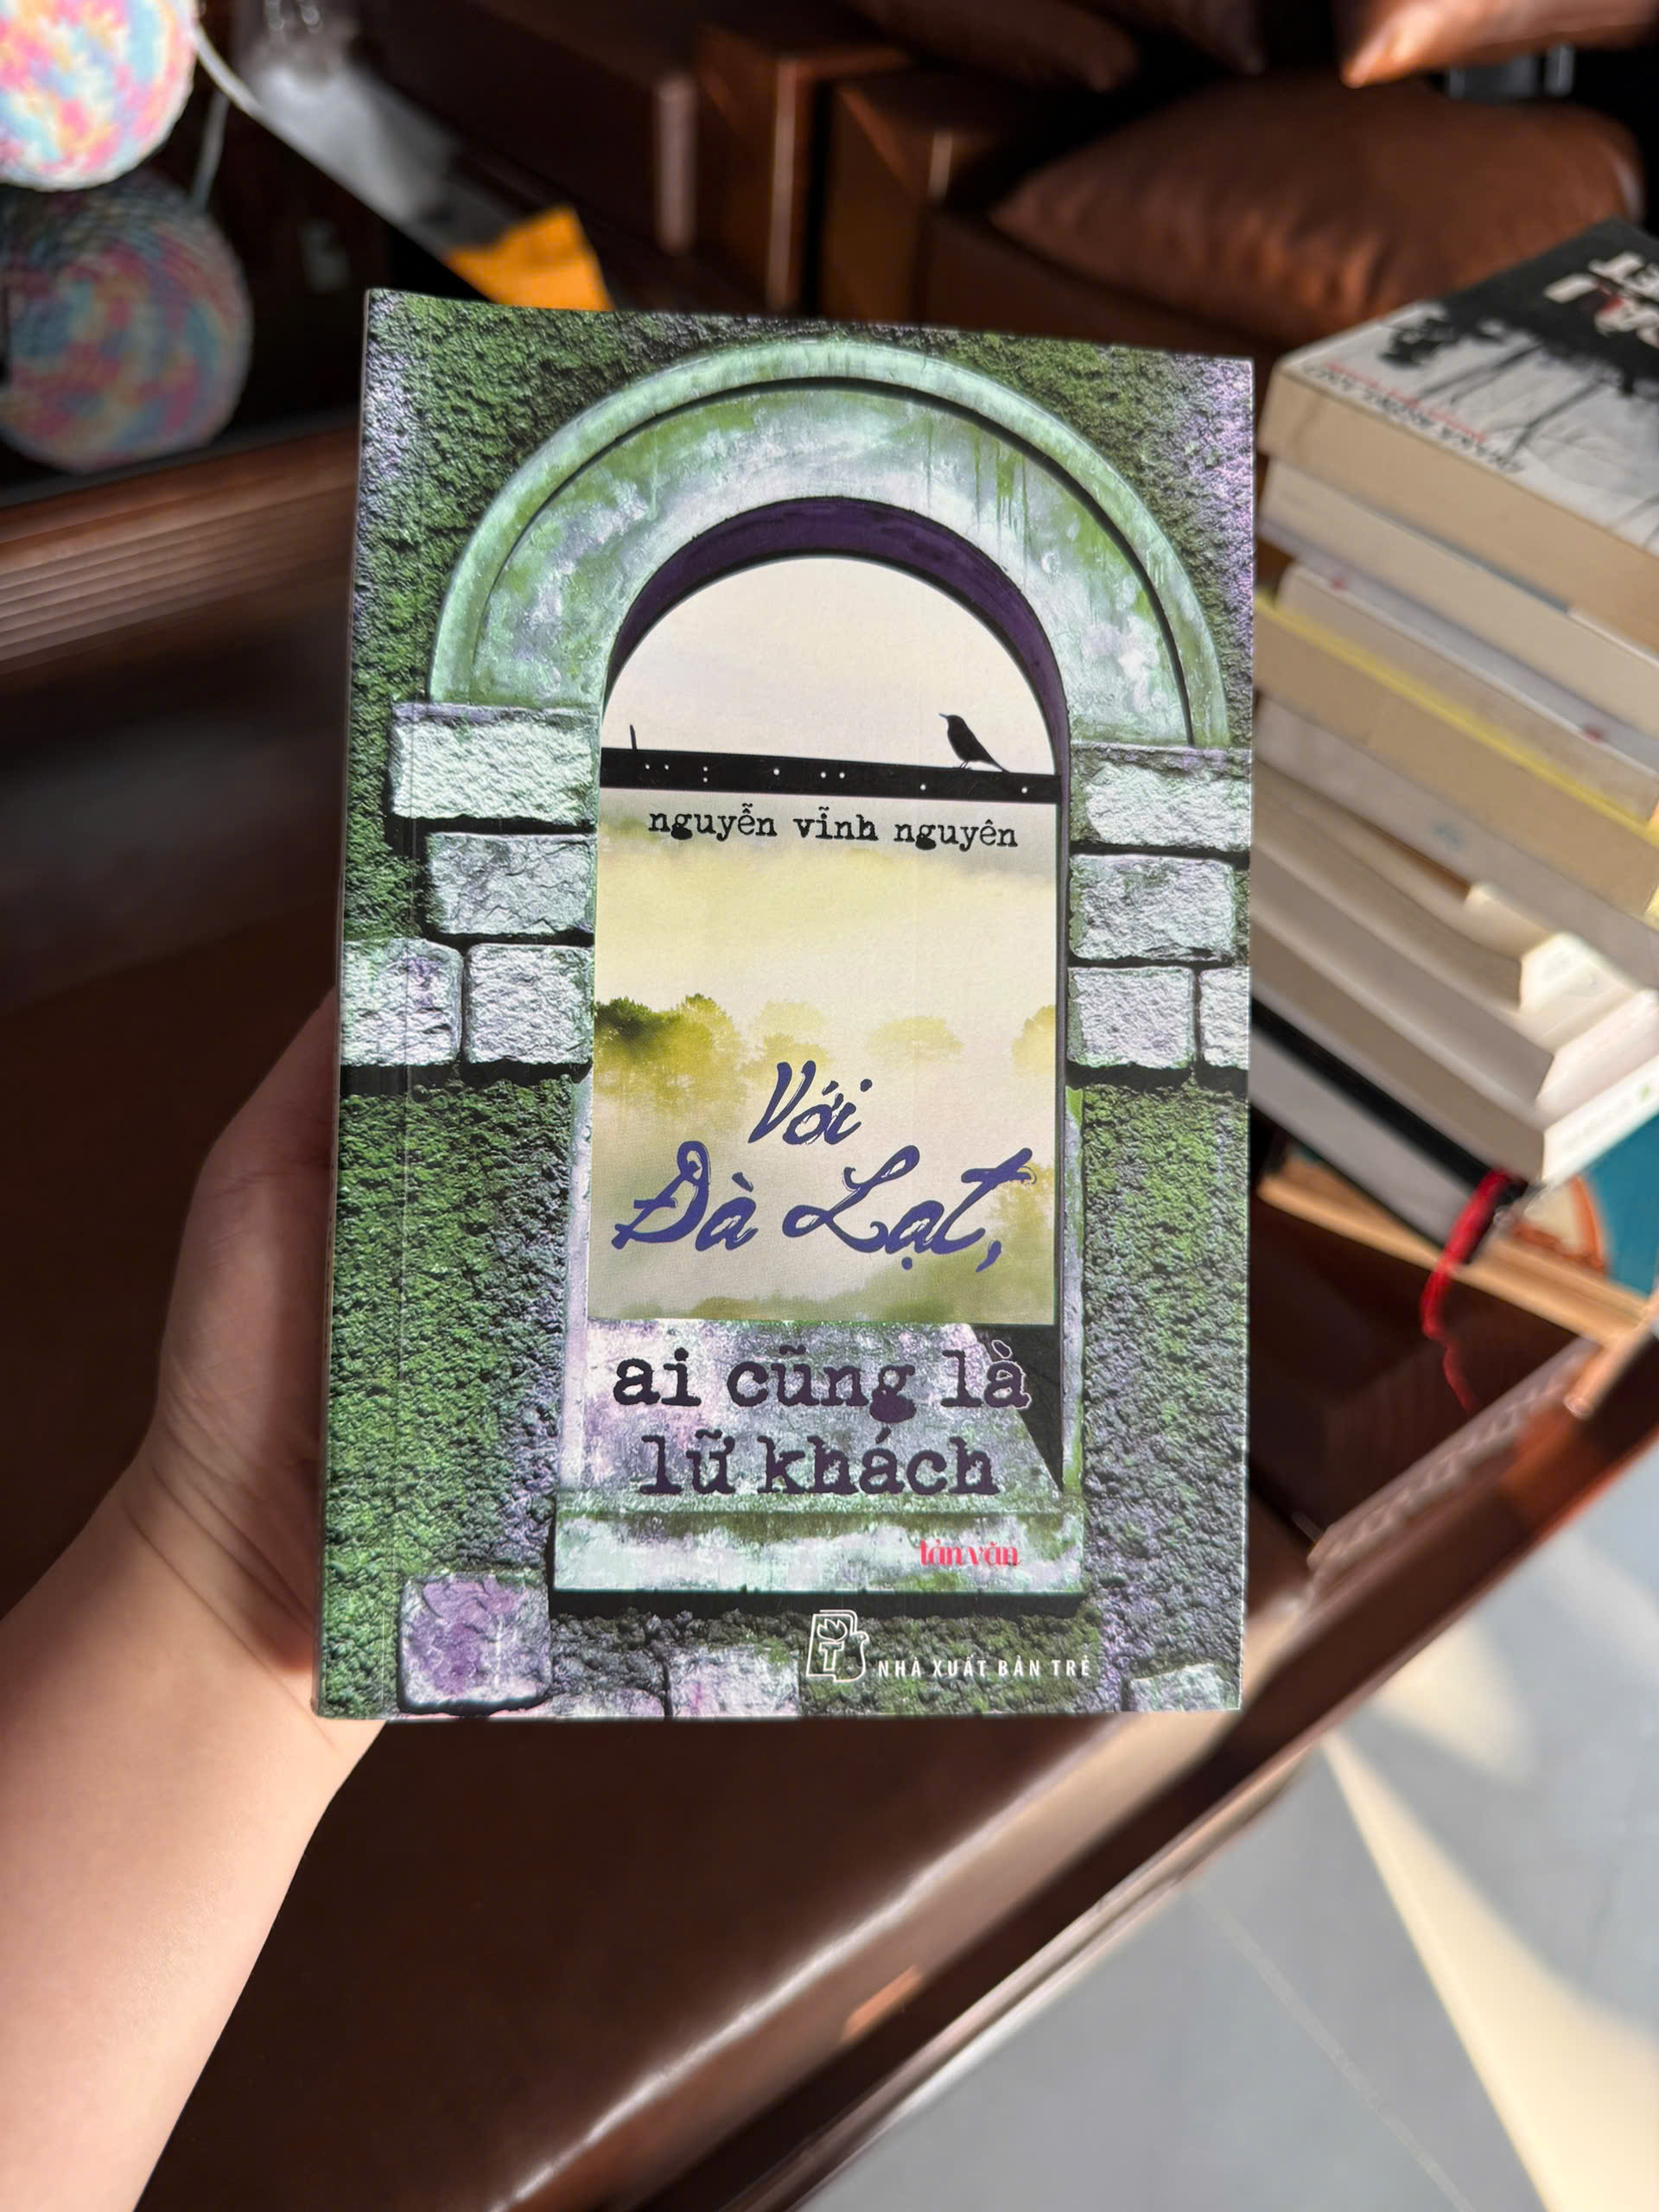 nguyễn vĩnh nguyên
Với
Đà Lạt,
ai cũng là
lữ khách
tản văn
NHÀ XUẤT BẢN TRẺ